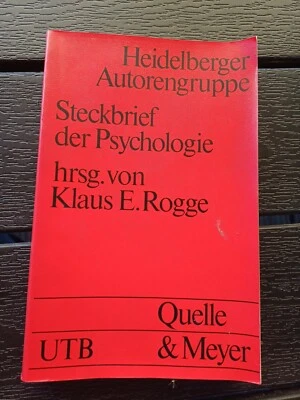 Heidelberger
Autorengruppe
Steckbrief
der Psychologie
hrsg. von
Klaus E. Rogge
Quelle
UTB & Meyer